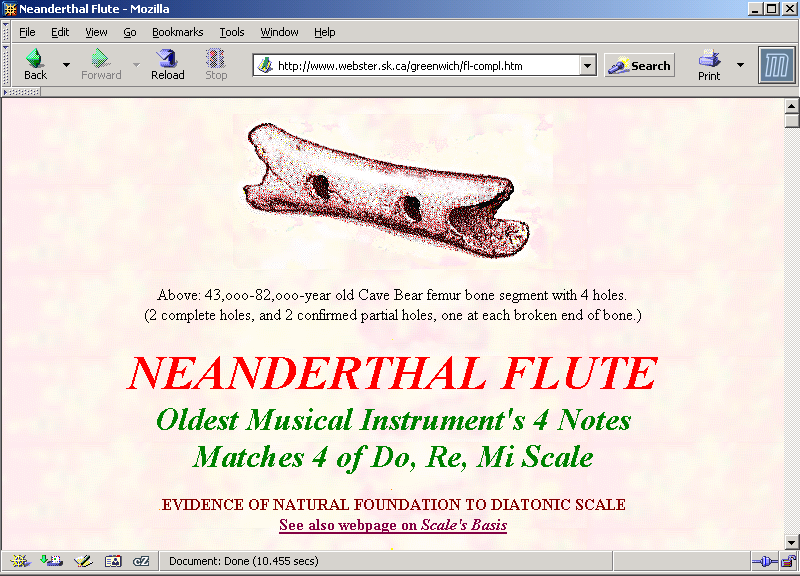 Neanderthal Flute - Mozilla
File Edit View Go Bookmarks Tools Window Help
Back Forward Reload Stop http://www.webster.sk.ca/greenwich/fl-compl.htm Search Print
Above: 43,000-82,000-year old Cave Bear femur bone segment with 4 holes.
(2 complete holes, and 2 confirmed partial holes, one at each broken end of bone.)
NEANDERTHAL FLUTE
Oldest Musical Instrument's 4 Notes
Matches 4 of Do, Re, Mi Scale
EVIDENCE OF NATURAL FOUNDATION TO DIATONIC SCALE
See also webpage on Scale's Basis
cZ Document: Done (10.455 secs)